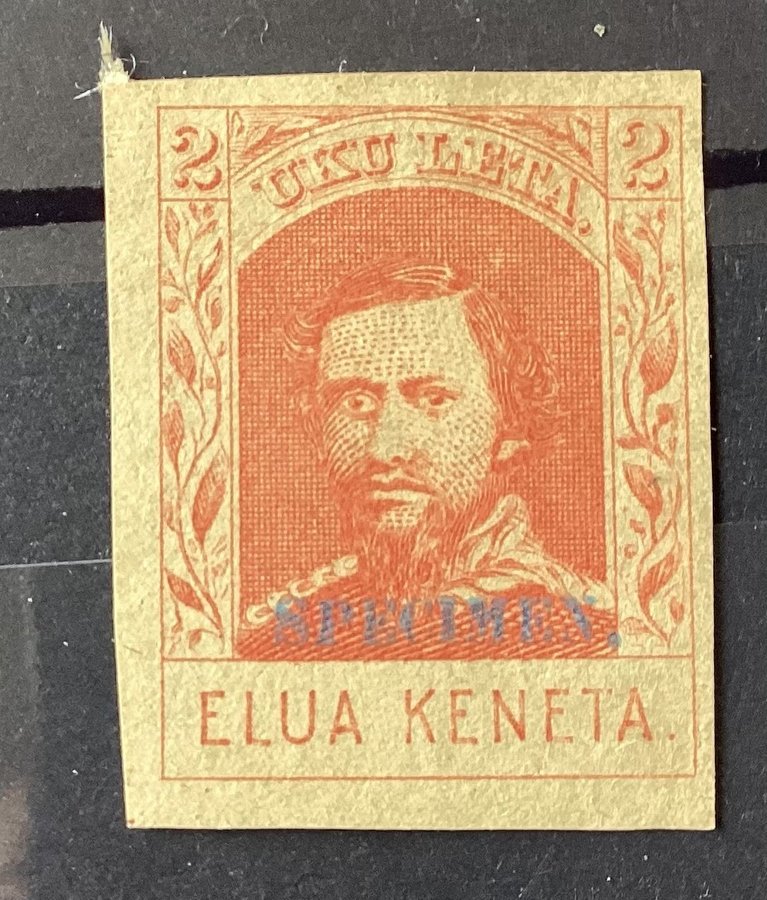 2 UKU LETA. 2
SPECIMEN.
ELUA KENETA.